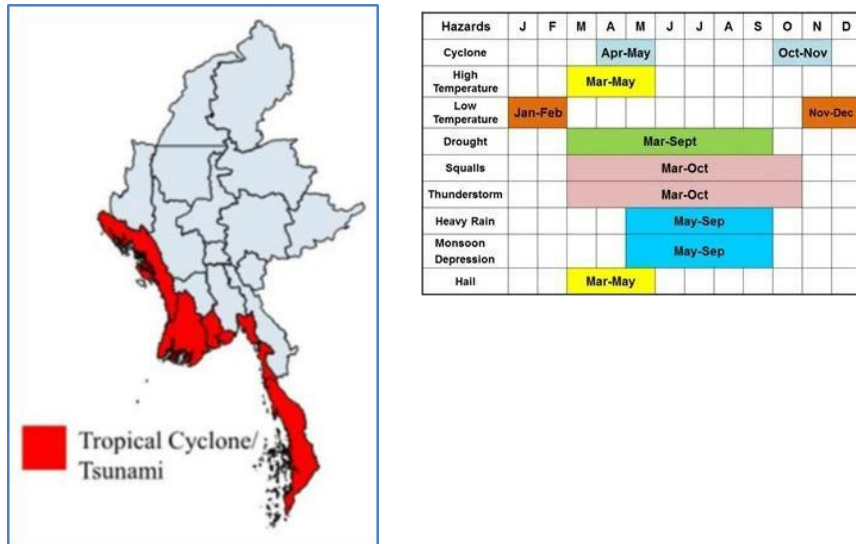 Tropical Cyclone/
Tsunami
Hazards J F M A M J J A S O N D
Cyclone Apr-May Oct-Nov
High
Temperature Mar-May
Low
Temperature Jan-Feb Nov-Dec
Drought Mar-Sept
Squalls Mar-Oct
Thunderstorm Mar-Oct
Heavy Rain May-Sep
Monsoon
Depression May-Sep
Hail Mar-May